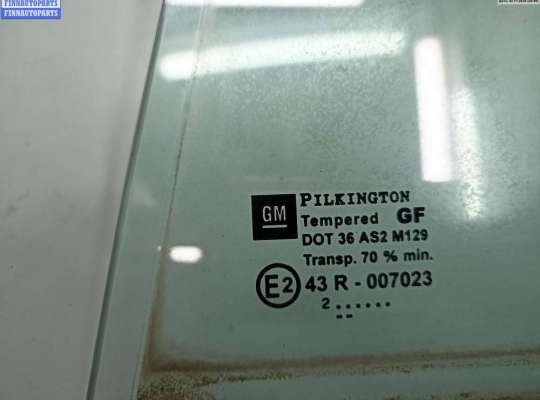 FINNAUTOPARTS
FINNAUTOPARTS
GM
PILKINGTON
Tempered GF
DOT 36 AS2 M129
Transp. 70 % min.
E2 43 R - 007023
2 ......
--